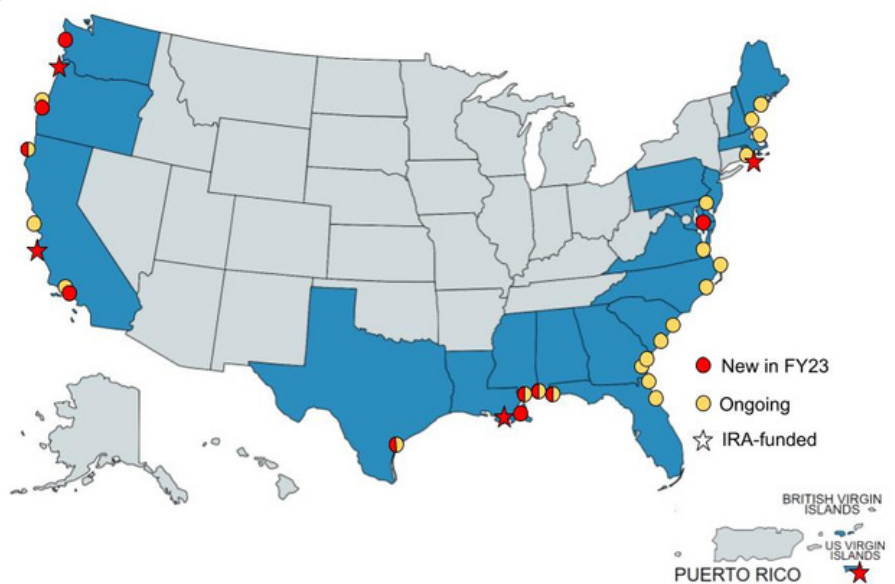 New in FY23
Ongoing
IRA-funded
BRITISH VIRGIN
ISLANDS
US VIRGIN
ISLANDS
PUERTO RICO